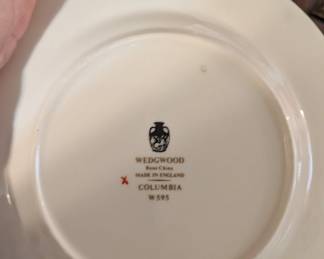 WEDGWOOD
Bone China
MADE IN ENGLAND
COLUMBIA
W595